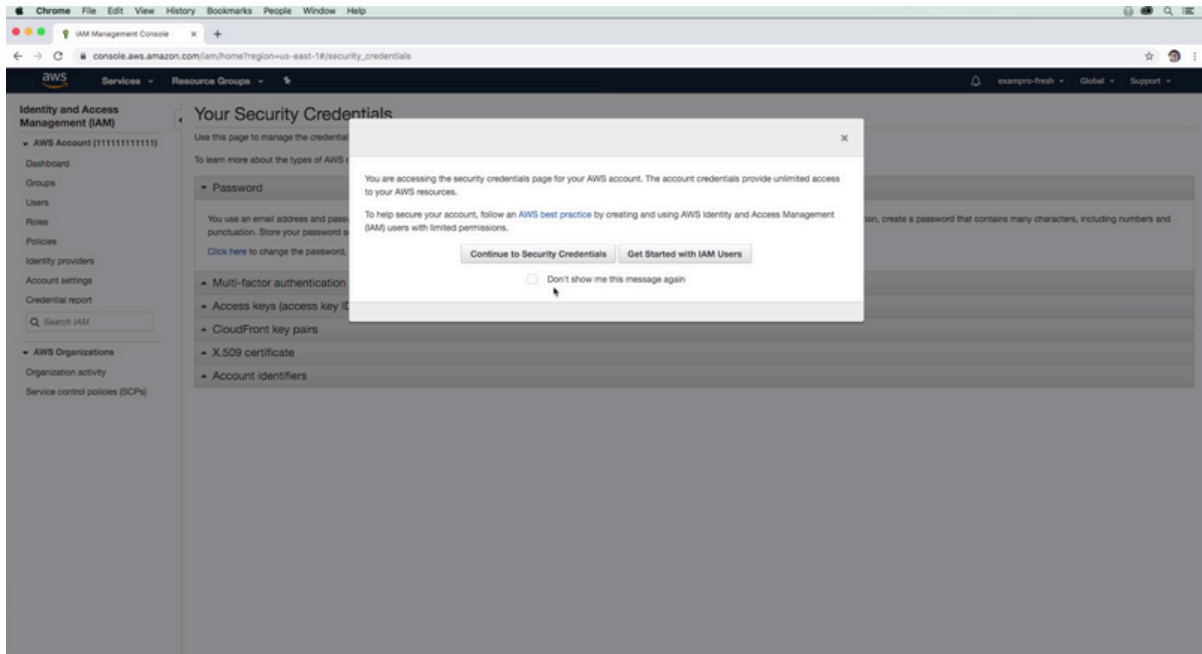 Chrome File Edit View History Bookmarks People Window Help
IAM Management Console
console.aws.amazon.com/iam/home?region=us-east-1#/security_credentials
aws Services Resource Groups exampro-fresh Global Support
Identity and Access
Management (IAM)
AWS Account (111111111111)
Dashboard
Groups
Users
Roles
Policies
Identity providers
Account settings
Credential report
Search IAM
AWS Organizations
Organization activity
Service control policies (SCPs)
Your Security Credentials
Use this page to manage the credential
To learn more about the types of AWS
Password
You use an email address and passw
tion, create a password that contains many characters, including numbers and
punctuation. Store your password s
Click here to change the password,
Multi-factor authentication
Access keys (access key ID
CloudFront key pairs
X.509 certificate
Account identifiers
You are accessing the security credentials page for your AWS account. The account credentials provide unlimited access
to your AWS resources.
To help secure your account, follow an AWS best practice by creating and using AWS Identity and Access Management
(IAM) users with limited permissions.
Continue to Security Credentials Get Started with IAM Users
Don't show me this message again